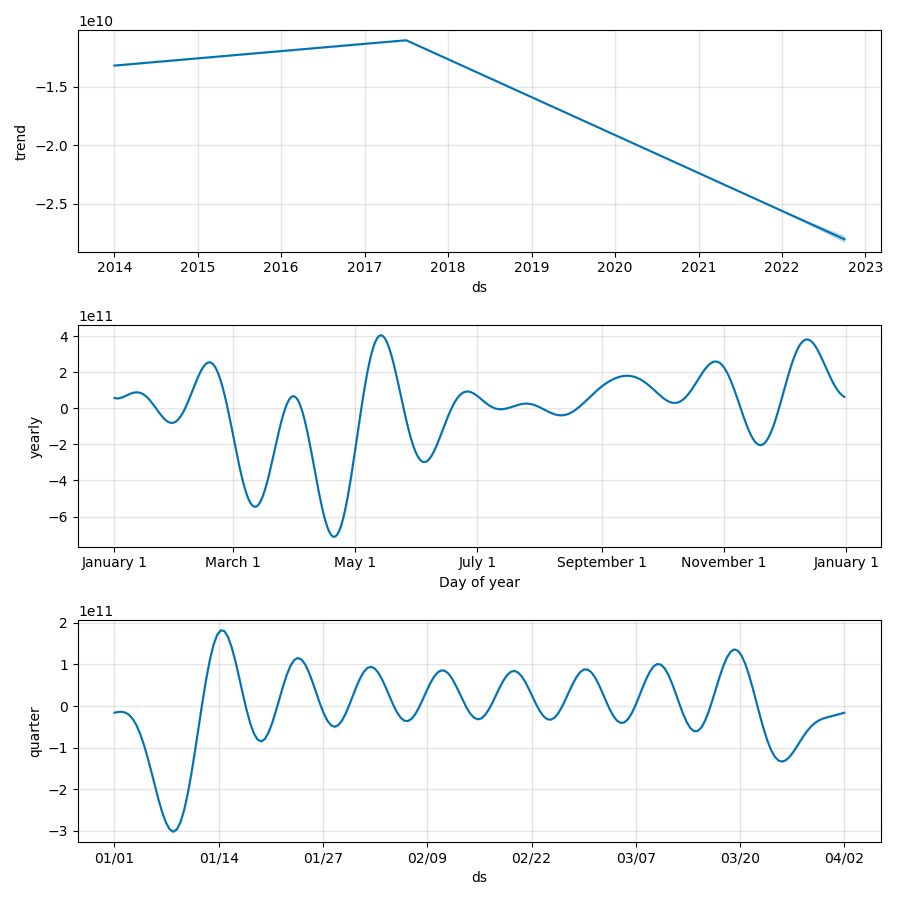 1e10
−1.5
−2.0
−2.5
trend
2014 2015 2016 2017 2018 2019 2020 2021 2022 2023
ds
1e11
4
2
0
−2
−4
−6
yearly
January 1 March 1 May 1 July 1 September 1 November 1 January 1
Day of year
1e11
2
1
0
−1
−2
−3
quarter
01/01 01/14 01/27 02/09 02/22 03/07 03/20 04/02
ds